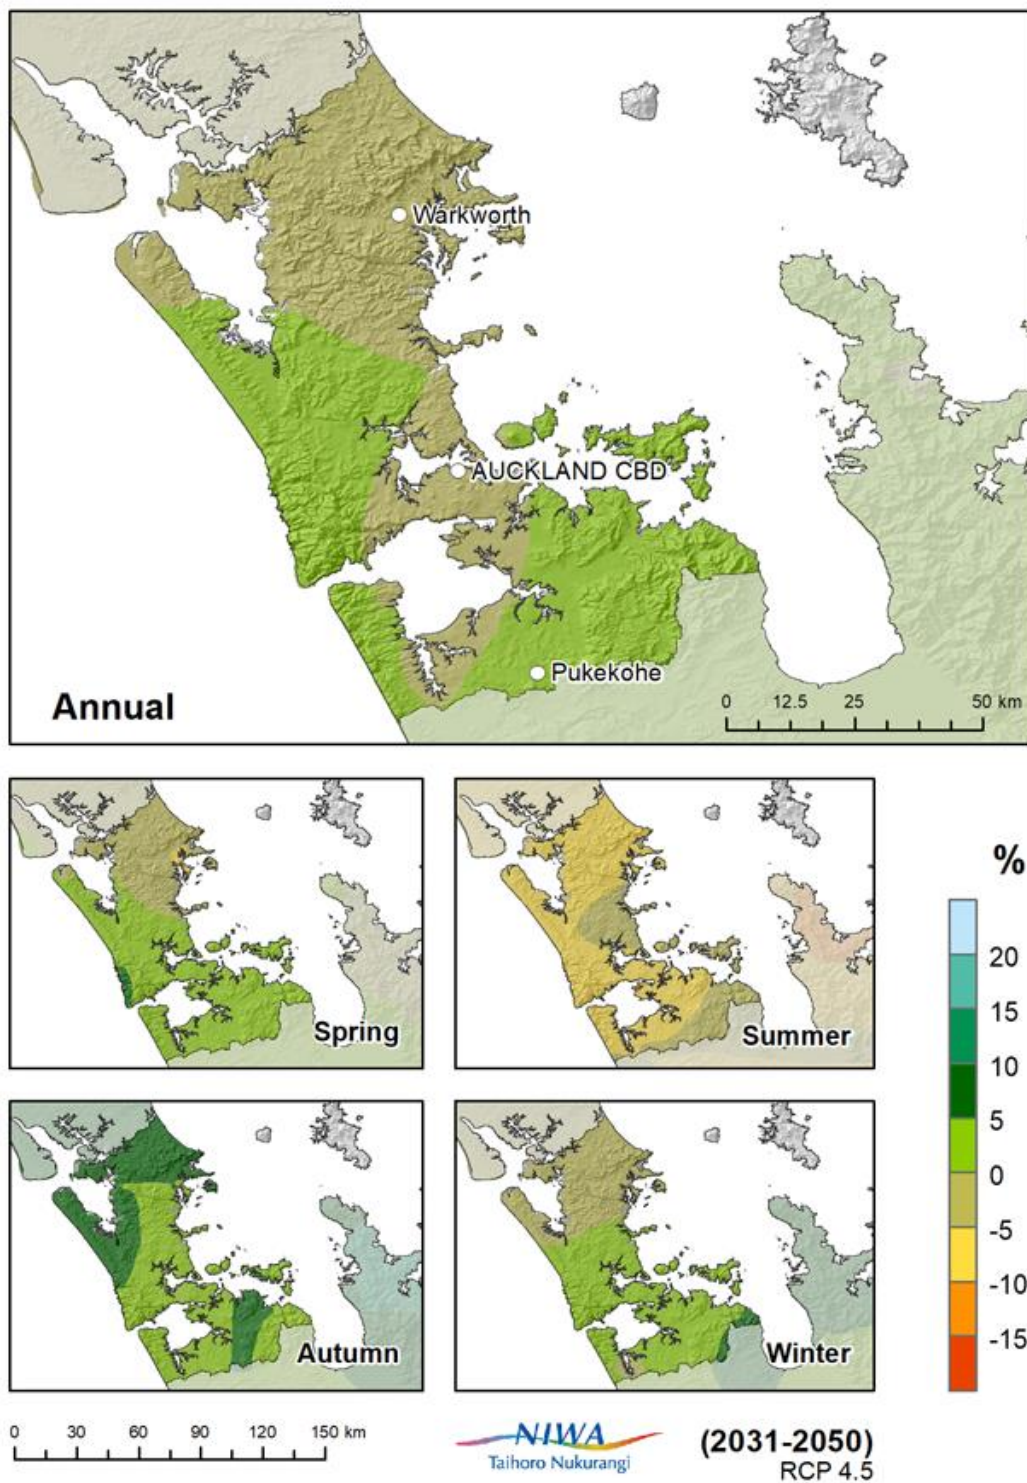 Warkworth
AUCKLAND CBD
Pukekohe
Annual
0 12.5 25 50 km
Spring
Summer
%
20
15
10
5
0
-5
-10
-15
Autumn
Winter
0 30 60 90 120 150 km
NIWA
Taihoro Nukurangi
(2031-2050)
RCP 4.5